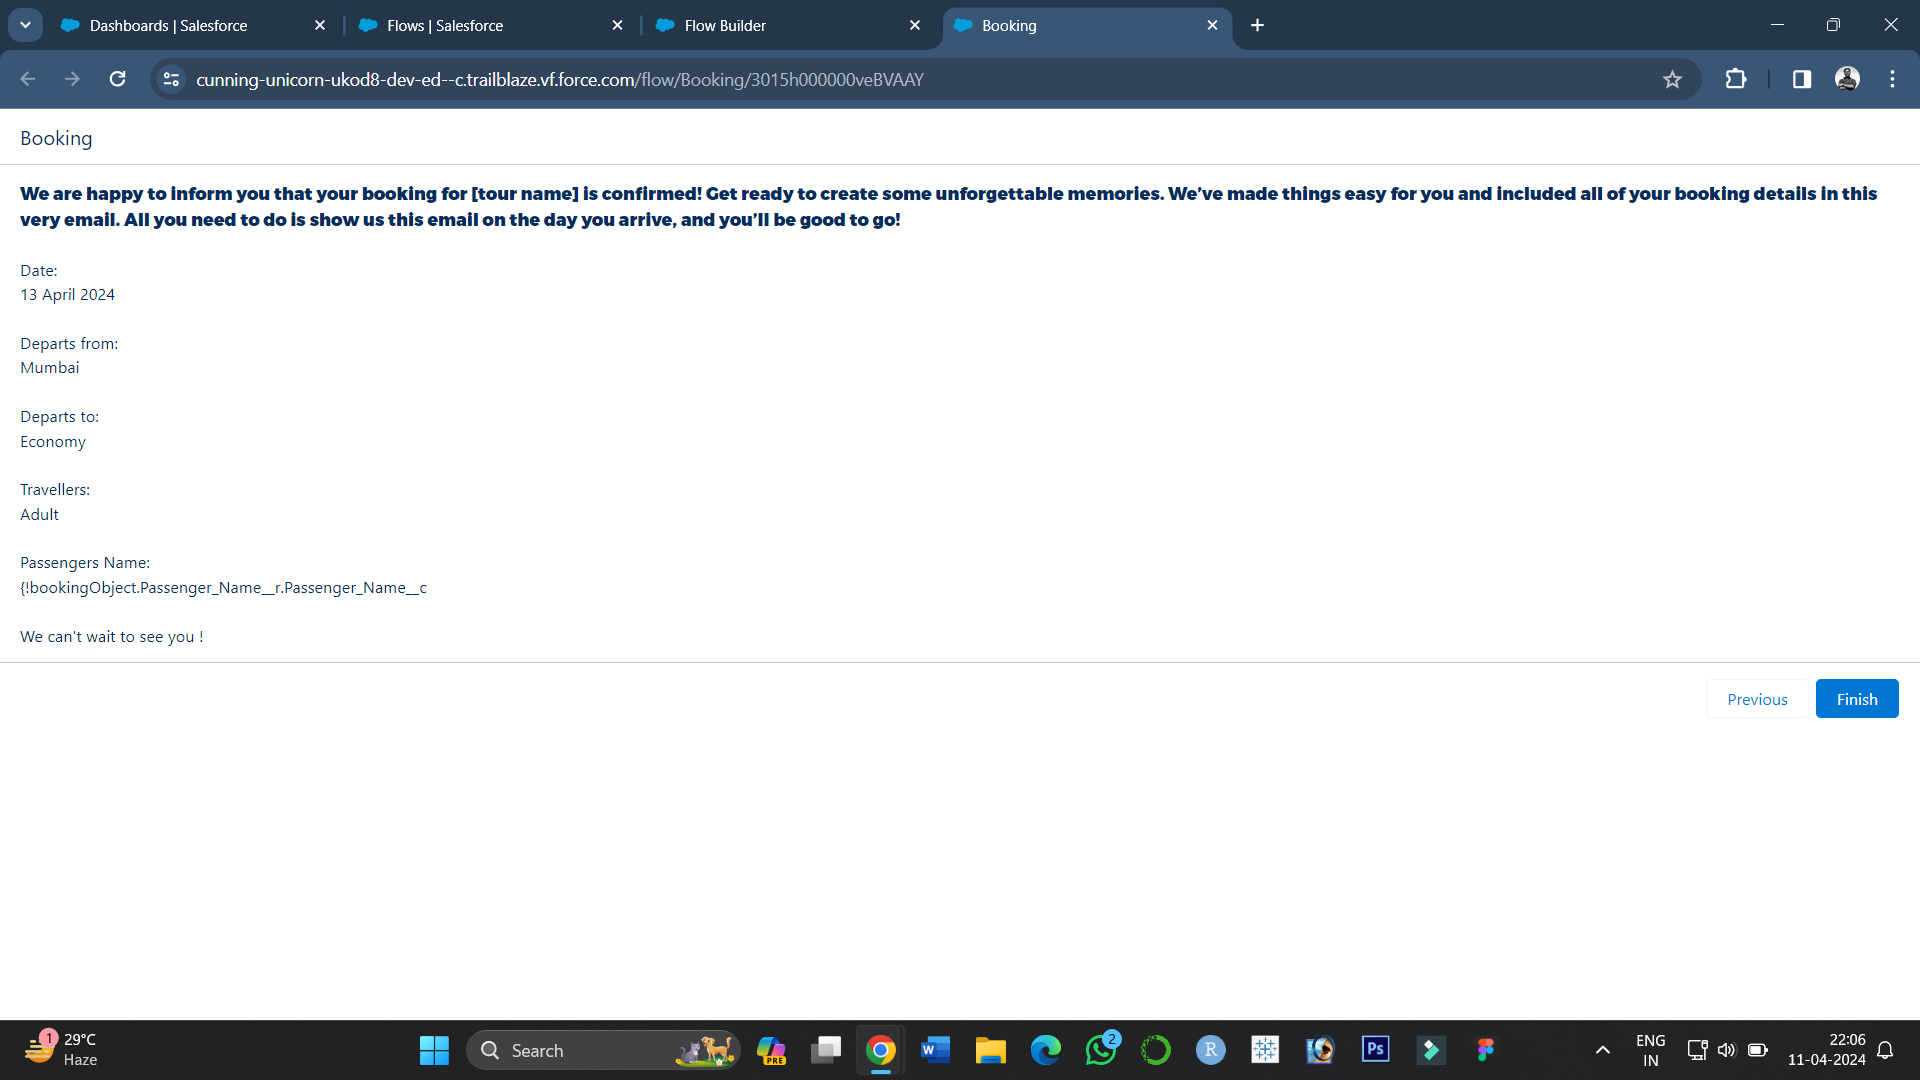 Dashboards | Salesforce
Flows | Salesforce
Flow Builder
Booking
cunning-unicorn-ukod8-dev-ed--c.trailblaze.vf.force.com/flow/Booking/3015h000000veBVAAY
Booking
We are happy to inform you that your booking for [tour name] is confirmed! Get ready to create some unforgettable memories. We’ve made things easy for you and included all of your booking details in this
very email. All you need to do is show us this email on the day you arrive, and you’ll be good to go!
Date:
13 April 2024
Departs from:
Mumbai
Departs to:
Economy
Travellers:
Adult
Passengers Name:
{!bookingObject.Passenger_Name__r.Passenger_Name__c
We can't wait to see you !
Previous
Finish
1
29°C
Haze
Search
PRE
W
2
R
Ps
ENG
IN
22:06
11-04-2024